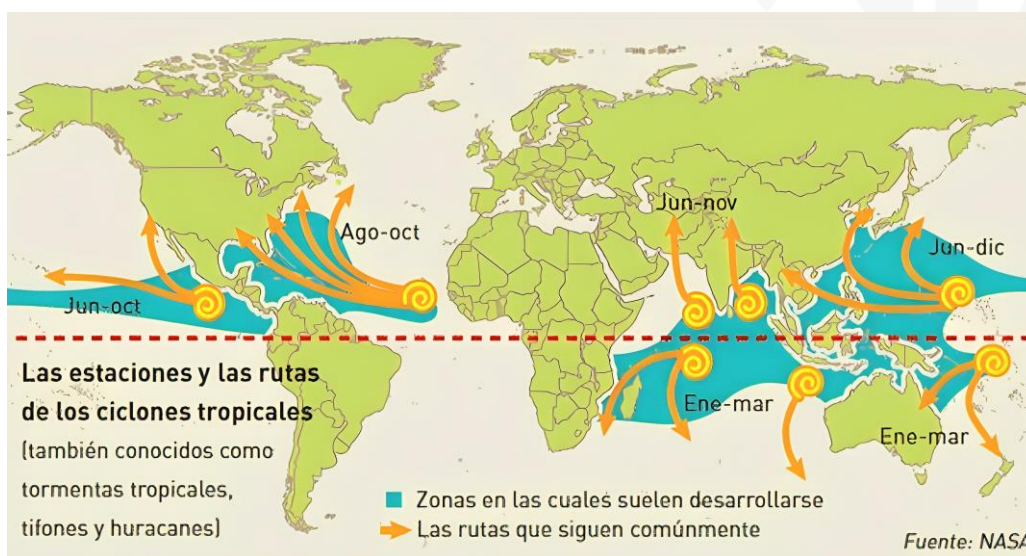 Jun-nov
Ago-oct
Jun-dic
Jun-oct
Las estaciones y las rutas
de los ciclones tropicales
(también conocidos como
tormentas tropicales,
tifones y huracanes)
Ene-mar
Ene-mar
Zonas en las cuales suelen desarrollarse
Las rutas que siguen comúnmente
Fuente: NASA